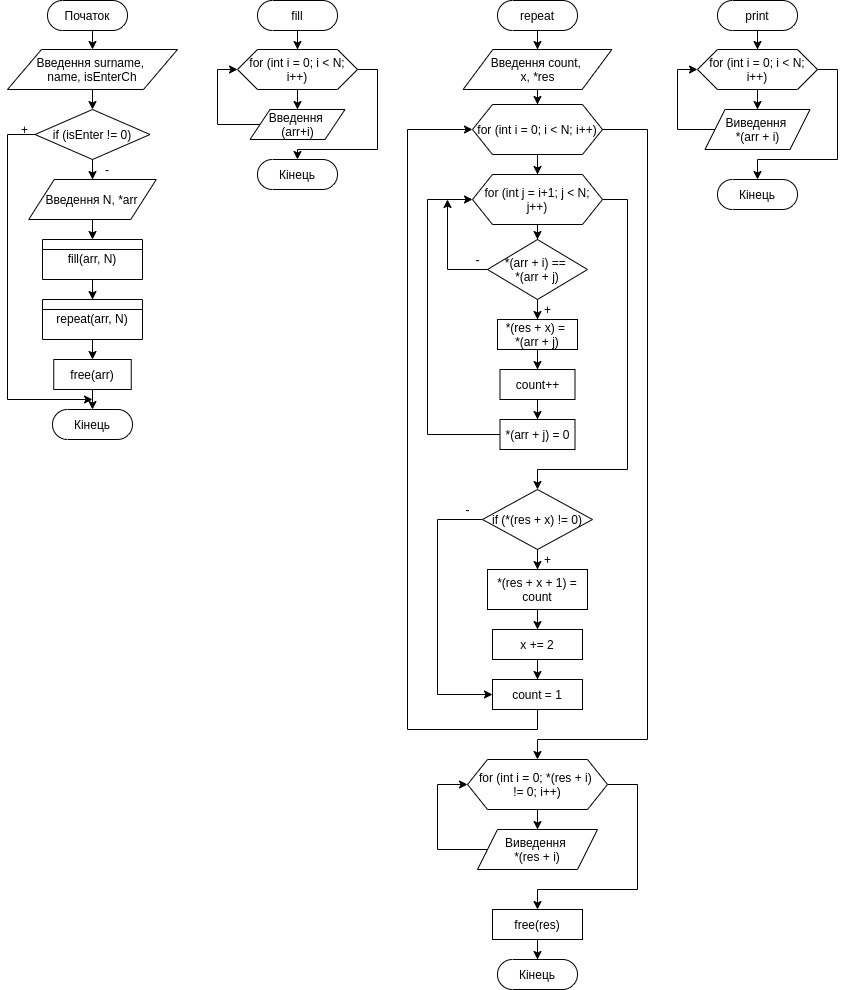 Початок
Введення surname,
name, isEnterCh
if (isEnter != 0)
+
-
Введення N, *arr
fill(arr, N)
repeat(arr, N)
free(arr)
Кінець
fill
for (int i = 0; i < N;
i++)
Введення
(arr+i)
Кінець
repeat
Введення count,
x, *res
for (int i = 0; i < N; i++)
for (int j = i+1; j < N;
j++)
-
*(arr + i) ==
*(arr + j)
+
*(res + x) =
*(arr + j)
count++
*(arr + j) = 0
-
if (*(res + x) != 0)
+
*(res + x + 1) =
count
x += 2
count = 1
for (int i = 0; *(res + i)
!= 0; i++)
Виведення
*(res + i)
free(res)
Кінець
print
for (int i = 0; i < N;
i++)
Виведення
*(arr + i)
Кінець